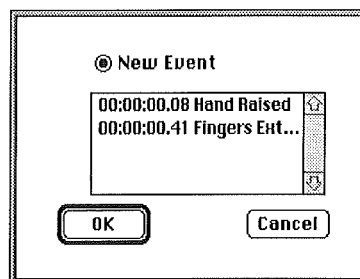 New Event
00:00:00.08 Hand Raised
00:00:00.41 Fingers Ext...
OK
Cancel